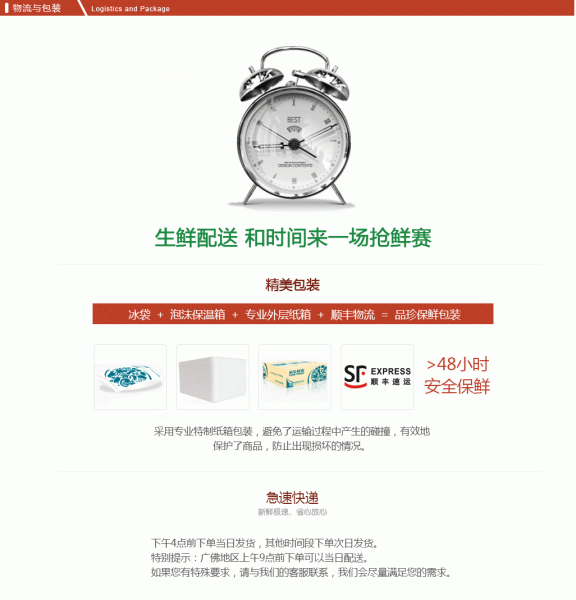 物流与包装
Logistics and Package
BEST
DESIGN CONTENTS
生鲜配送 和时间来一场抢鲜赛
精美包装
冰袋 + 泡沫保温箱 + 专业外层纸箱 + 顺丰物流 = 品珍保鲜包装
SF EXPRESS
顺丰速运
>48小时
安全保鲜
采用专业特制纸箱包装，避免了运输过程中产生的碰撞，有效地
保护了商品，防止出现损坏的情况。
急速快递
新鲜极速、省心放心
下午4点前下单当日发货，其他时间段下单次日发货。
特别提示：广佛地区上午9点前下单可以当日配送。
如果您有特殊要求，请与我们的客服联系，我们会尽量满足您的需求。